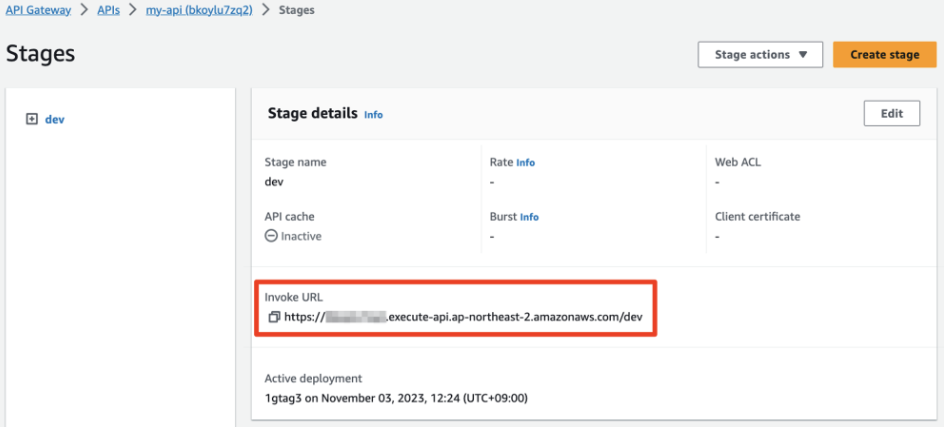 API Gateway > APIs > my-api (bkoylu7zq2) > Stages
Stages
Stage actions ▼
Create stage
dev
Stage details Info
Edit
Stage name
dev
Rate Info
-
Web ACL
-
API cache
Inactive
Burst Info
-
Client certificate
-
Invoke URL
https:// .execute-api.ap-northeast-2.amazonaws.com/dev
Active deployment
1gtag3 on November 03, 2023, 12:24 (UTC+09:00)